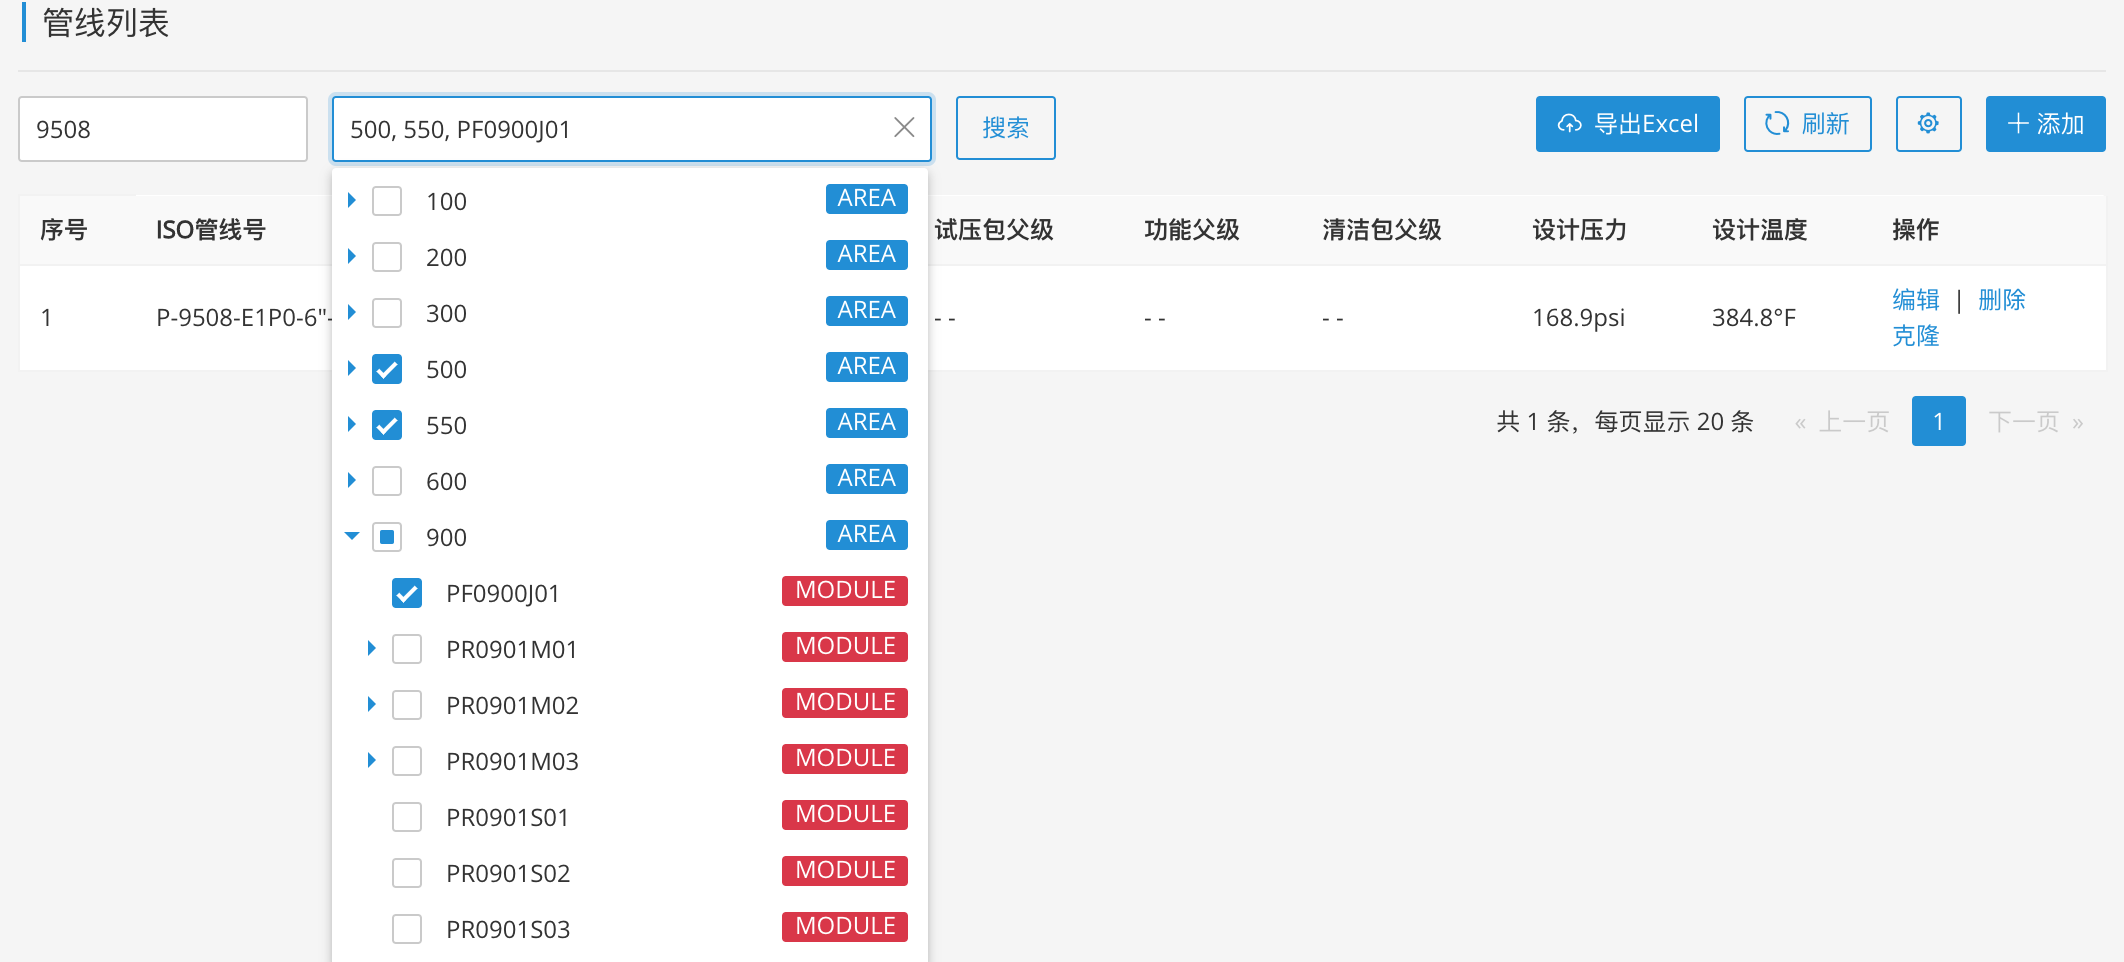 管线列表
9508
500, 550, PF0900J01
搜索
导出Excel
刷新
添加
序号 ISO管线号 试压包父级 功能父级 清洁包父级 设计压力 设计温度 操作
1 P-9508-E1P0-6"- - - - - - - 168.9psi 384.8°F 编辑 | 删除
克隆
共 1 条，每页显示 20 条 « 上一页 1 下一页 »
100 AREA
200 AREA
300 AREA
500 AREA
550 AREA
600 AREA
900 AREA
PF0900J01 MODULE
PR0901M01 MODULE
PR0901M02 MODULE
PR0901M03 MODULE
PR0901S01 MODULE
PR0901S02 MODULE
PR0901S03 MODULE